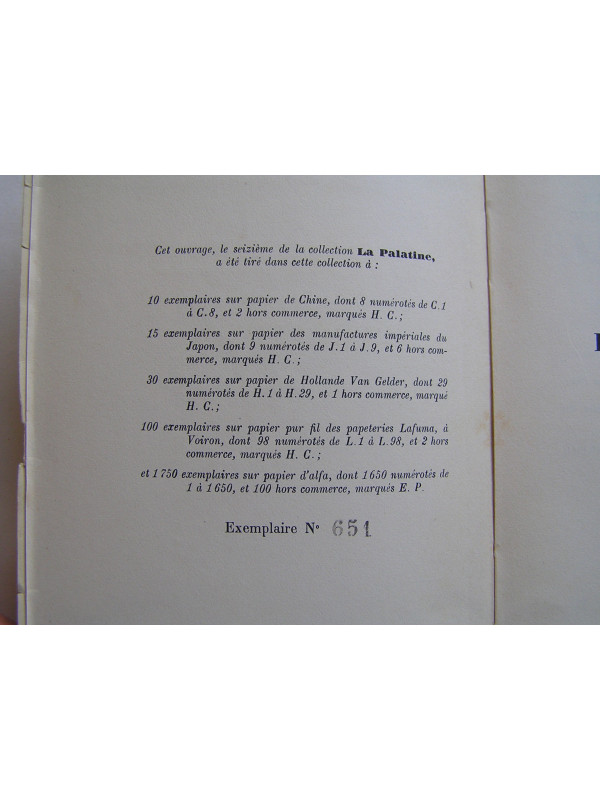 Cet ouvrage, le seizième de la collection La Palatine,
a été tiré dans cette collection à :
10 exemplaires sur papier de Chine, dont 8 numérotés de C.1
à C.8, et 2 hors commerce, marqués H. C. ;
15 exemplaires sur papier des manufactures impériales du
Japon, dont 9 numérotés de J.1 à J.9, et 6 hors com-
merce, marqués H. C. ;
30 exemplaires sur papier de Hollande Van Gelder, dont 29
numérotés de H.1 à H.29, et 1 hors commerce, marqué
H. C. ;
100 exemplaires sur papier pur fil des papeteries Lafuma, à
Voiron, dont 98 numérotés de L.1 à L.98, et 2 hors
commerce, marqués H. C. ;
et 1 750 exemplaires sur papier d'alfa, dont 1 650 numérotés de
1 à 1 650, et 100 hors commerce, marqués E. P.
Exemplaire N° 651